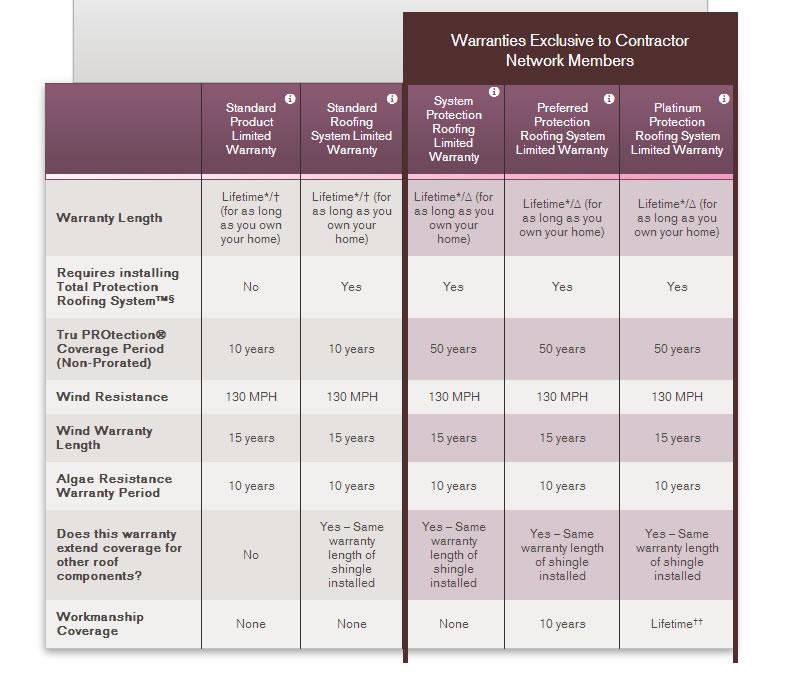 Warranties Exclusive to Contractor
Network Members
Standard
Product
Limited
Warranty
Standard
Roofing
System Limited
Warranty
System
Protection
Roofing
Limited
Warranty
Preferred
Protection
Roofing System
Limited Warranty
Platinum
Protection
Roofing System
Limited Warranty
Warranty Length
Lifetime*/†
(for as long
as you own
your home)
Lifetime*/† (for
as long as you
own your
home)
Lifetime*/Δ (for
as long as you
own your
home)
Lifetime*/Δ (for
as long as you
own your home)
Lifetime*/Δ (for
as long as you
own your home)
Requires installing
Total Protection
Roofing System™§
No
Yes
Yes
Yes
Yes
Tru PROtection®
Coverage Period
(Non-Prorated)
10 years
10 years
50 years
50 years
50 years
Wind Resistance
130 MPH
130 MPH
130 MPH
130 MPH
130 MPH
Wind Warranty
Length
15 years
15 years
15 years
15 years
15 years
Algae Resistance
Warranty Period
10 years
10 years
10 years
10 years
10 years
Does this warranty
extend coverage for
other roof
components?
No
Yes – Same
warranty
length of
shingle
installed
Yes – Same
warranty
length of
shingle
installed
Yes – Same
warranty length
of shingle
installed
Yes – Same
warranty length
of shingle
installed
Workmanship
Coverage
None
None
None
10 years
Lifetime††